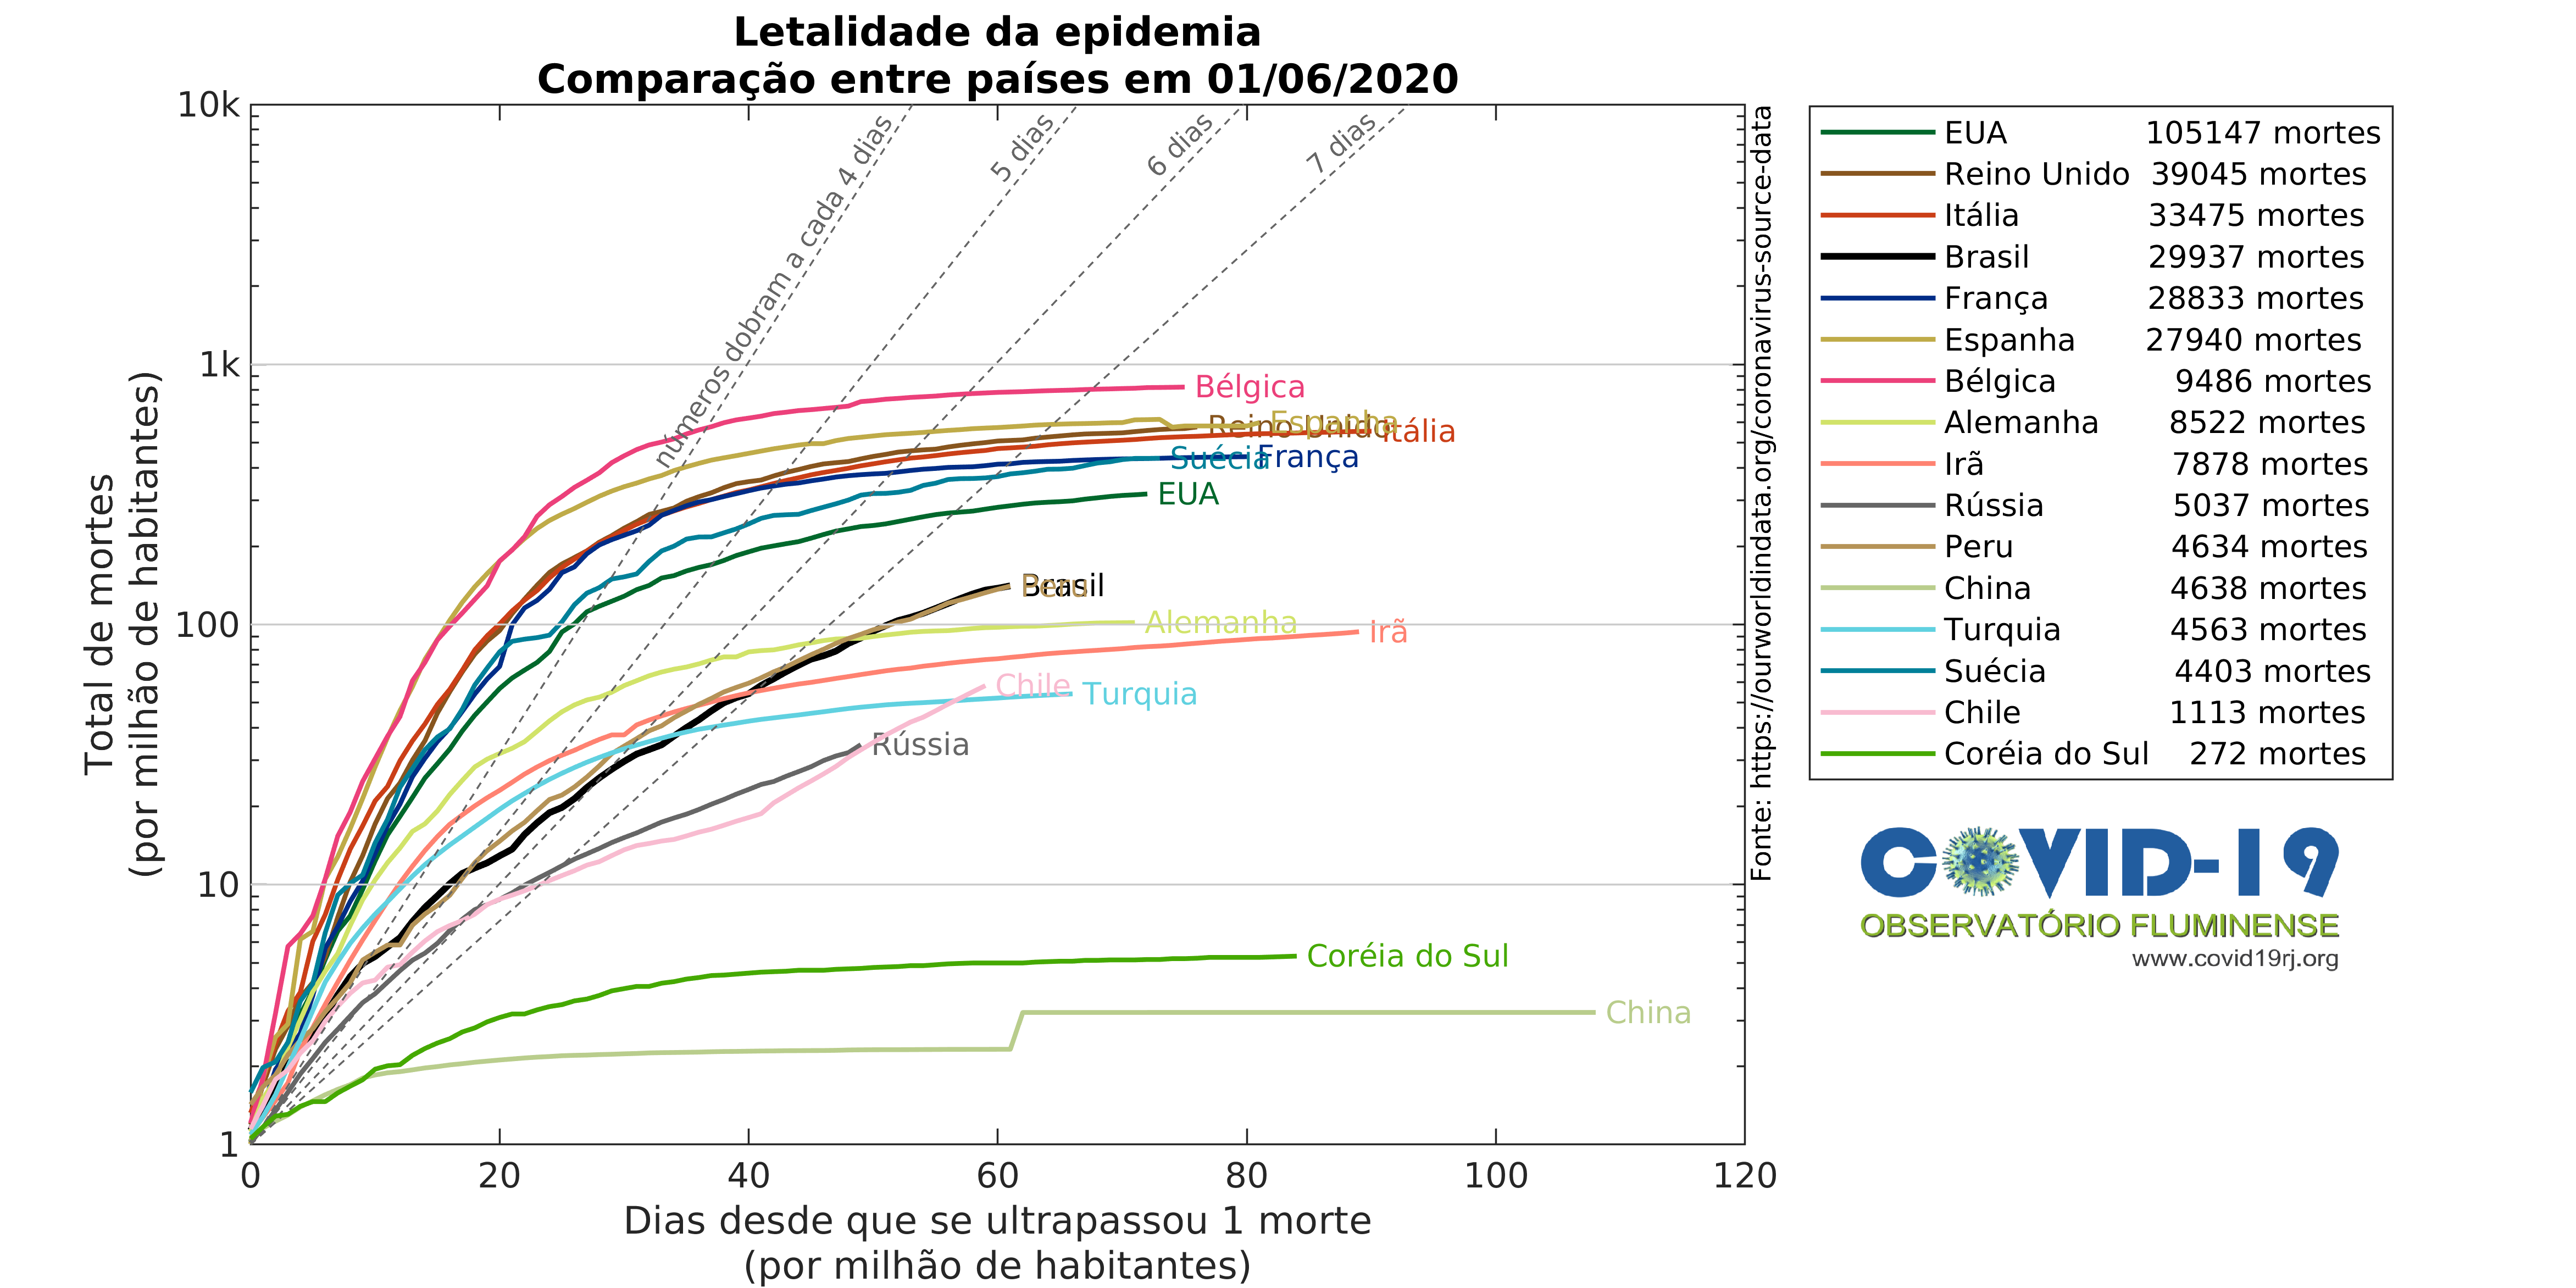 Letalidade da epidemia
Comparação entre países em 01/06/2020
Total de mortes
(por milhão de habitantes)
10k
1k
100
10
1
0 20 40 60 80 100 120
Dias desde que se ultrapassou 1 morte
(por milhão de habitantes)
números dobram a cada 4 dias
5 dias
6 dias
7 dias
Bélgica
Espanha
Reino Unido
Itália
França
Suécia
EUA
Brasil
Peru
Alemanha
Irã
Chile
Turquia
Rússia
Coréia do Sul
China
Fonte: https://ourworldindata.org/coronavirus-source-data
EUA 105147 mortes
Reino Unido 39045 mortes
Itália 33475 mortes
Brasil 29937 mortes
França 28833 mortes
Espanha 27940 mortes
Bélgica 9486 mortes
Alemanha 8522 mortes
Irã 7878 mortes
Rússia 5037 mortes
Peru 4634 mortes
China 4638 mortes
Turquia 4563 mortes
Suécia 4403 mortes
Chile 1113 mortes
Coréia do Sul 272 mortes
COVID-19
OBSERVATÓRIO FLUMINENSE
www.covid19rj.org